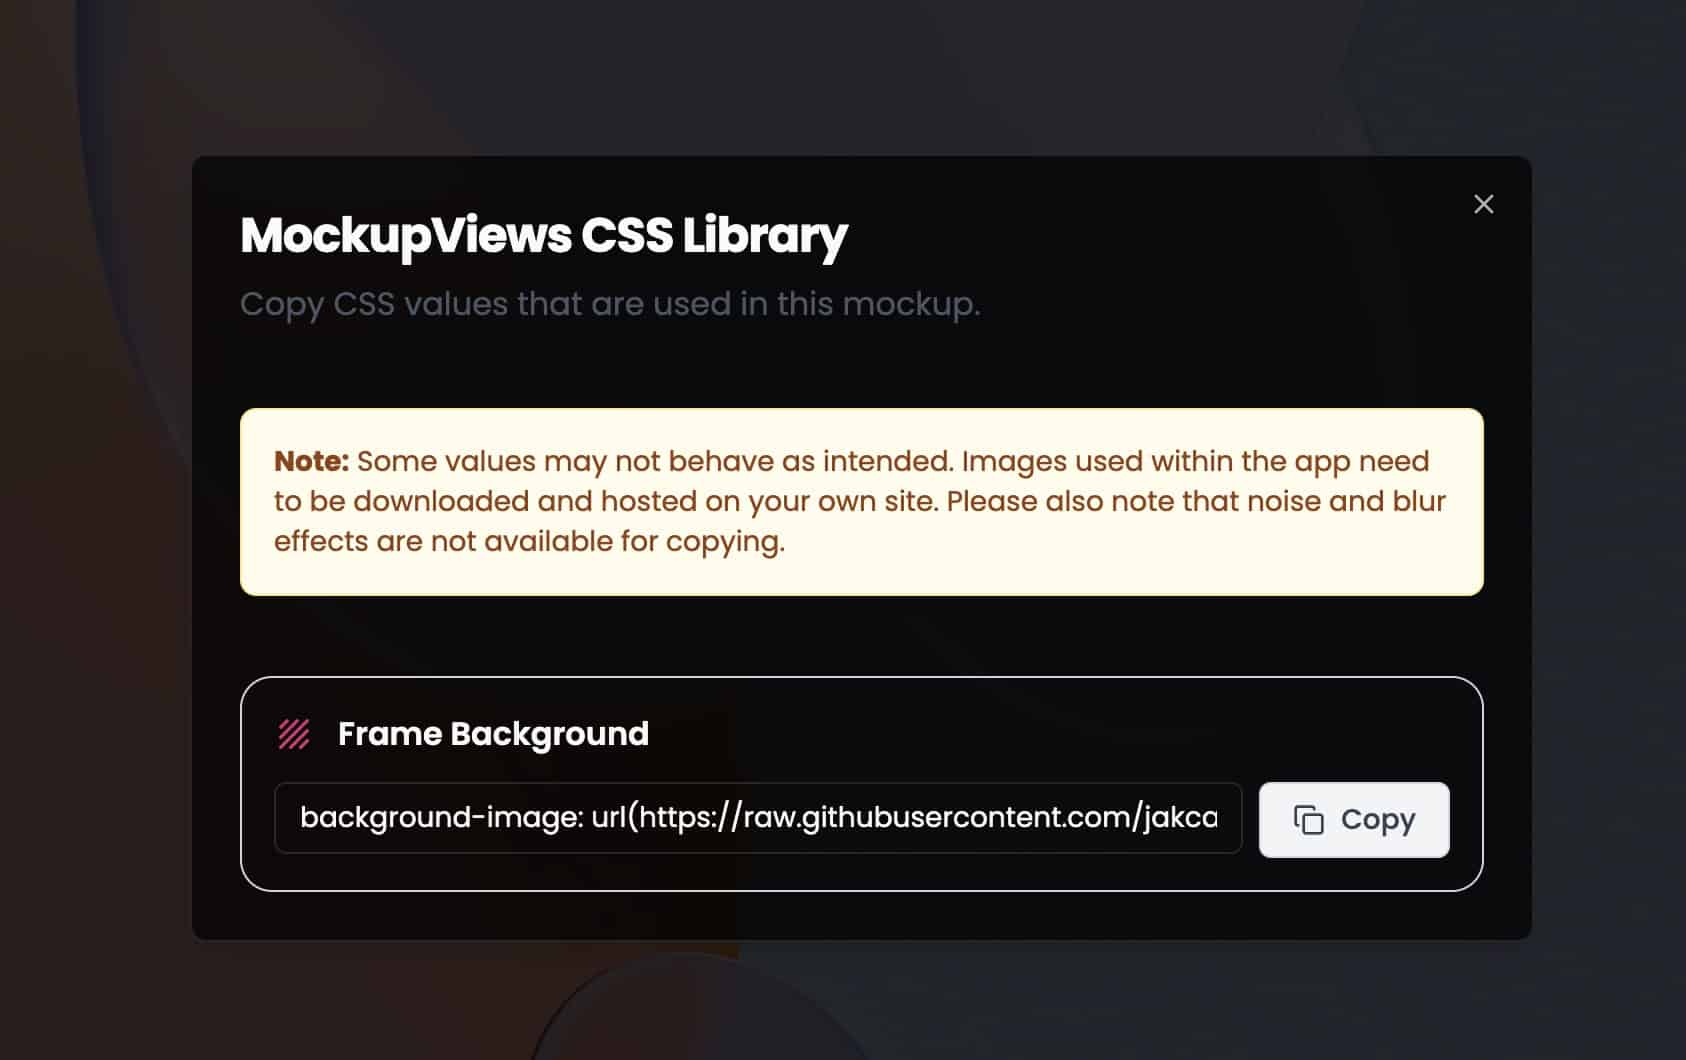 MockupViews CSS Library
Copy CSS values that are used in this mockup.
Note: Some values may not behave as intended. Images used within the app need
to be downloaded and hosted on your own site. Please also note that noise and blur
effects are not available for copying.
Frame Background
background-image: url(https://raw.githubusercontent.com/jakca
Copy